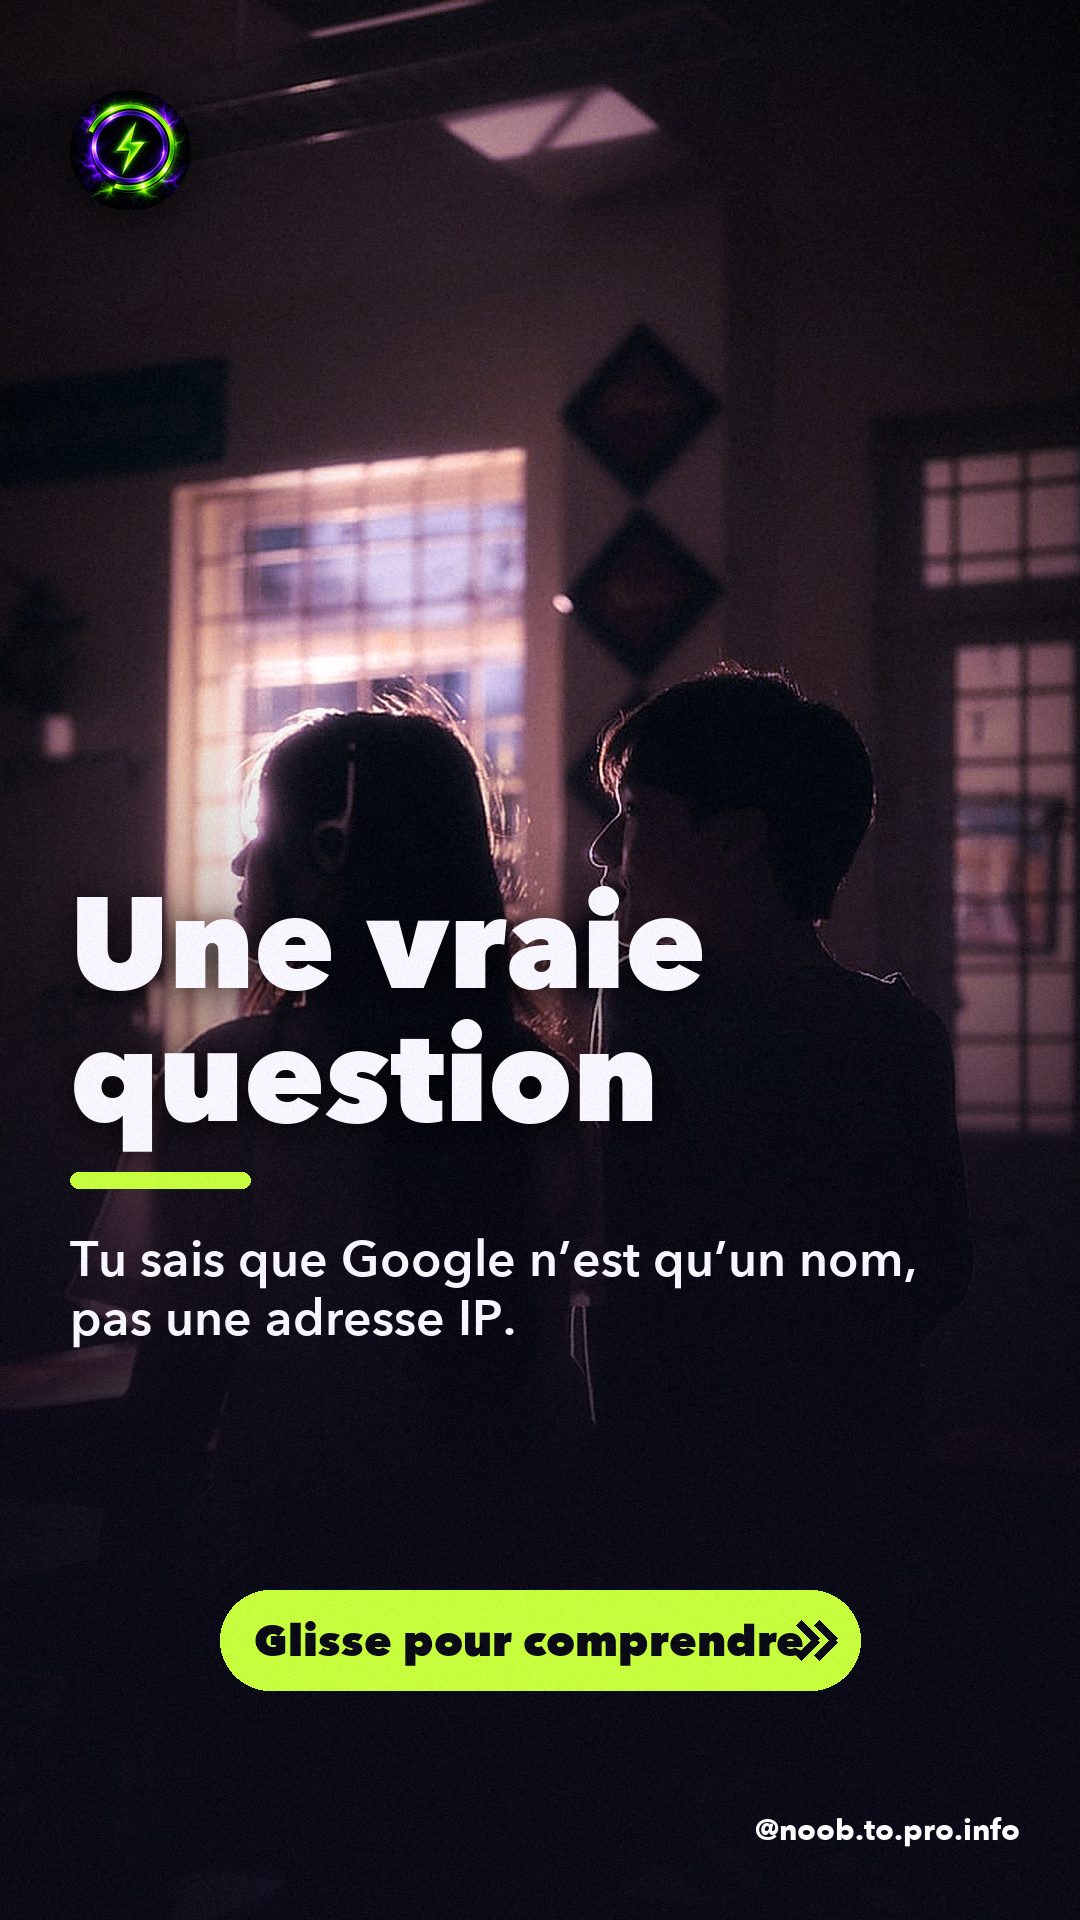 Une vraie
question
Tu sais que Google n’est qu’un nom,
pas une adresse IP.
Glisse pour comprendre
@noob.to.pro.info